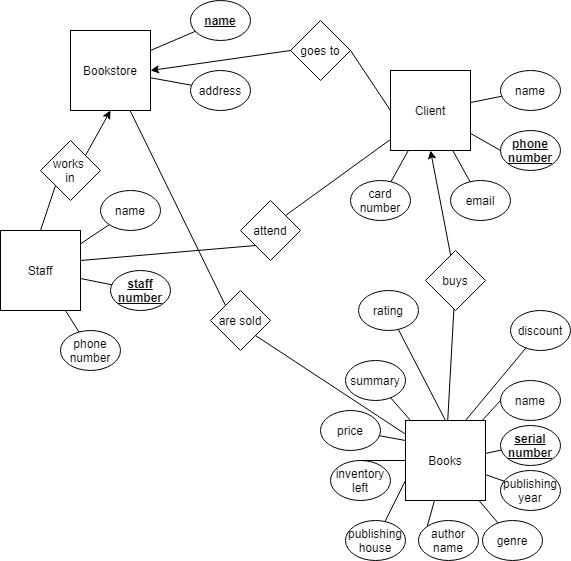 name
goes to
Bookstore
address
name
Client
phone
number
works
in
card
number
email
name
attend
Staff
staff
number
buys
rating
are sold
discount
phone
number
summary
name
price
serial
number
Books
inventory
left
publishing
year
publishing
house
author
name
genre